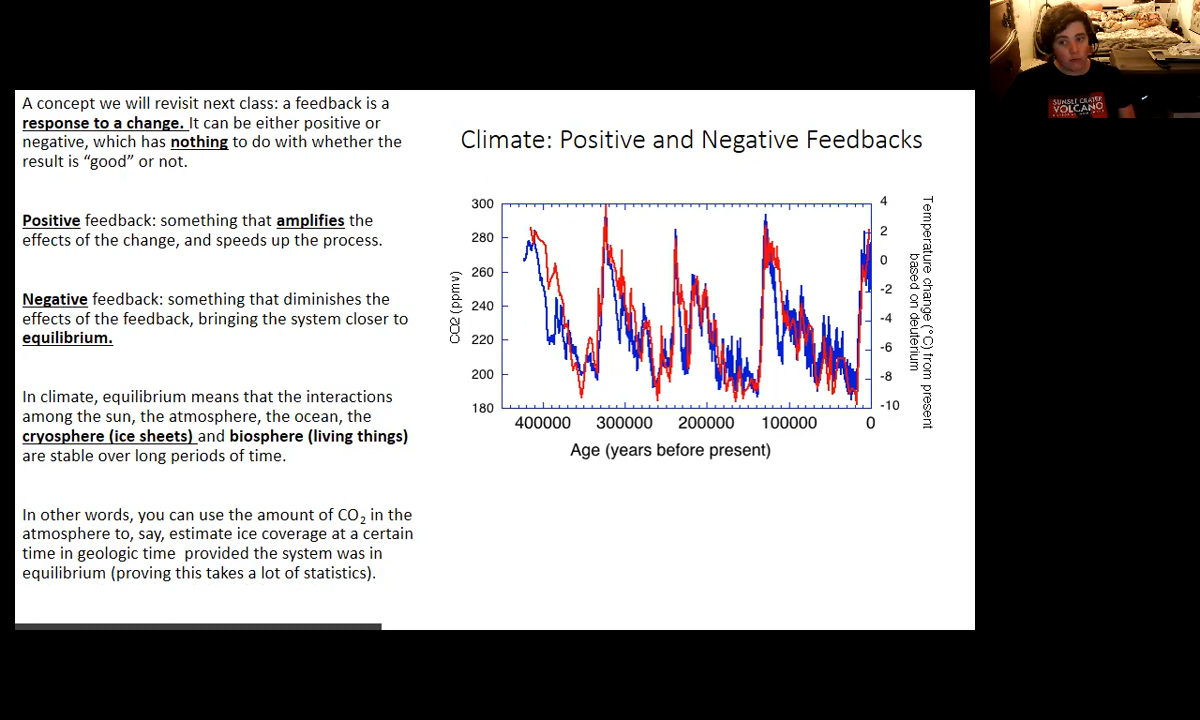 A concept we will revisit next class: a feedback is a
response to a change. It can be either positive or
negative, which has nothing to do with whether the
result is “good” or not.
Positive feedback: something that amplifies the
effects of the change, and speeds up the process.
Negative feedback: something that diminishes the
effects of the feedback, bringing the system closer to
equilibrium.
In climate, equilibrium means that the interactions
among the sun, the atmosphere, the ocean, the
cryosphere (ice sheets) and biosphere (living things)
are stable over long periods of time.
In other words, you can use the amount of CO2 in the
atmosphere to, say, estimate ice coverage at a certain
time in geologic time provided the system was in
equilibrium (proving this takes a lot of statistics).
Climate: Positive and Negative Feedbacks
CO2 (ppmv)
300
280
260
240
220
200
180
4
2
0
-2
-4
-6
-8
-10
Temperature change (°C) from present
based on deuterium
400000 300000 200000 100000 0
Age (years before present)
SUNSET CRATER
VOLCANO